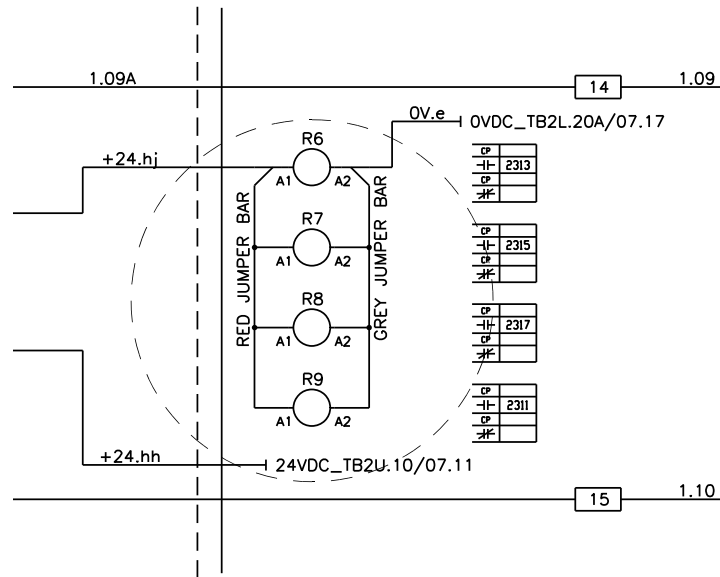 1.09A
14
1.09
0V.e
0VDC_TB2L.20A/07.17
+24.hj
R6
A1
A2
CP
2313
CP
RED JUMPER BAR
GREY JUMPER BAR
R7
A1
A2
CP
2315
CP
R8
A1
A2
CP
2317
CP
R9
A1
A2
CP
2311
CP
+24.hh
24VDC_TB2U.10/07.11
15
1.10